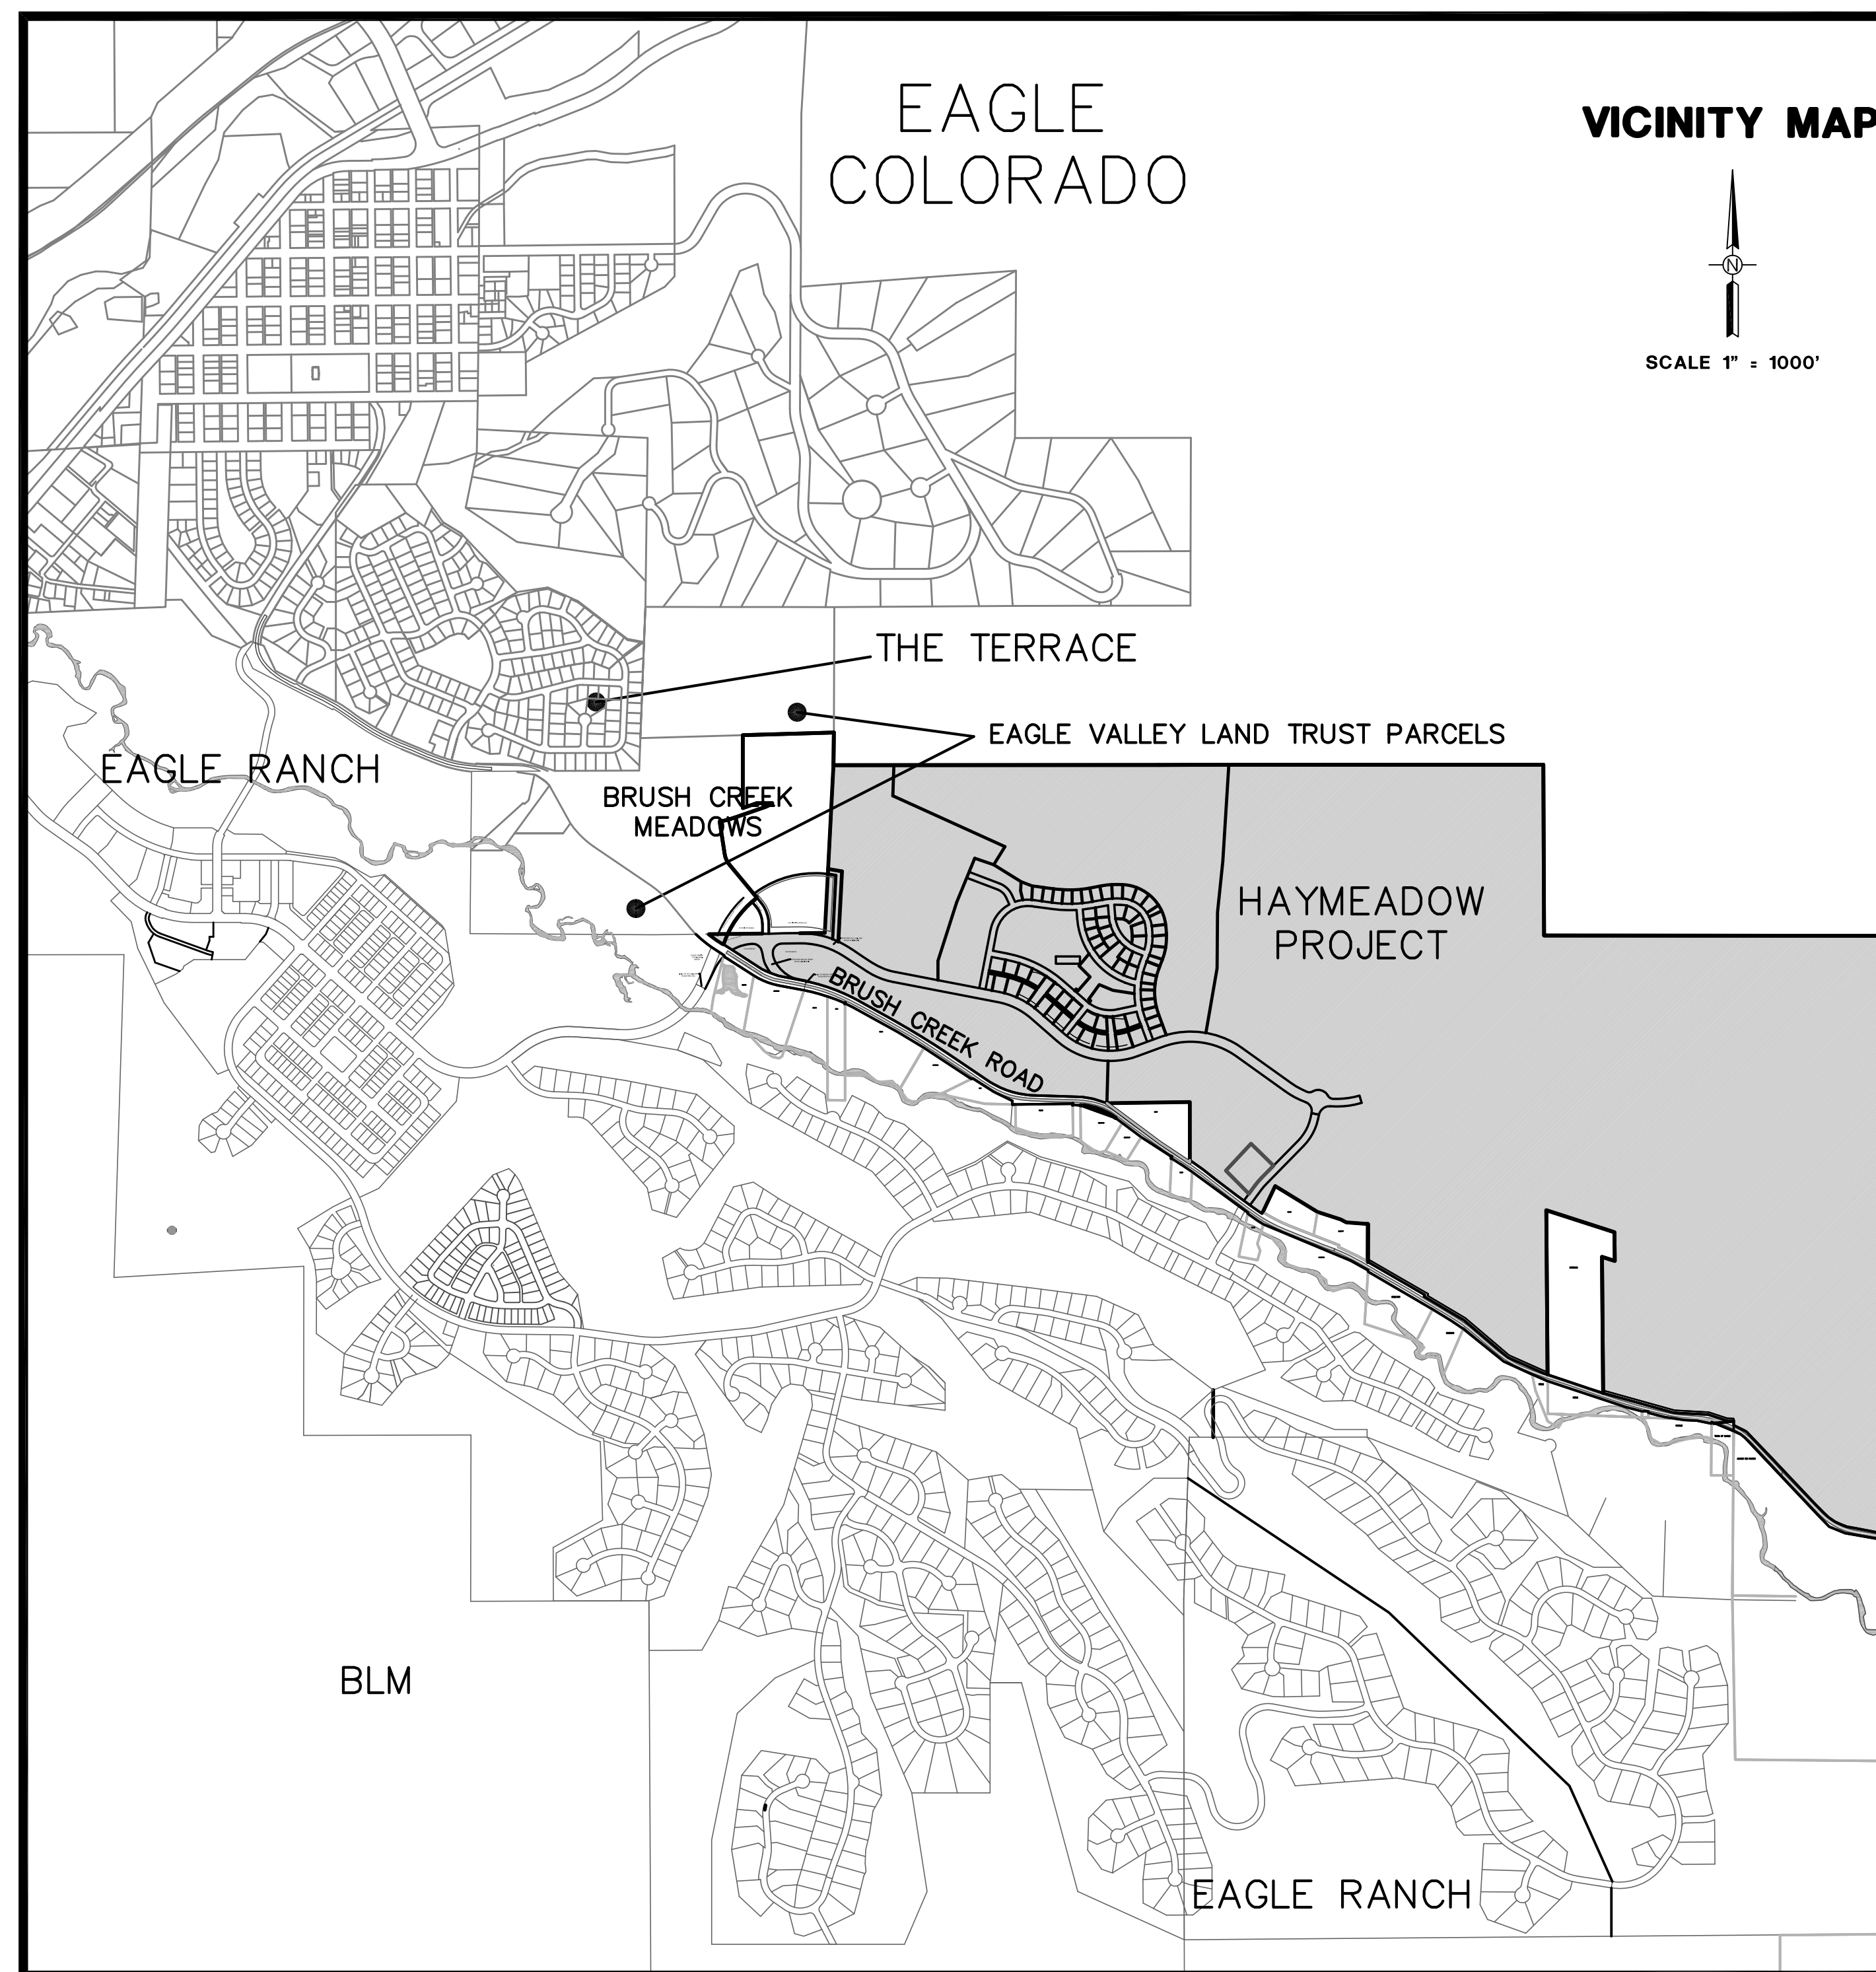 EAGLE
COLORADO
VICINITY MAP
N
SCALE 1" = 1000'
THE TERRACE
EAGLE VALLEY LAND TRUST PARCELS
EAGLE RANCH
BRUSH CREEK
MEADOWS
HAYMEADOW
PROJECT
BRUSH CREEK ROAD
BLM
EAGLE RANCH